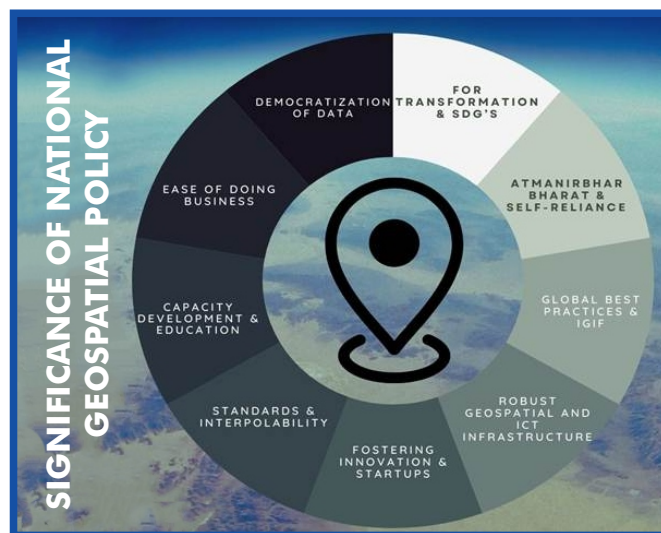 SIGNIFICANCE OF NATIONAL
GEOSPATIAL POLICY
FOR
TRANSFORMATION
& SDG'S
ATMANIRBHAR
BHARAT &
SELF-RELIANCE
GLOBAL BEST
PRACTICES &
IGIF
ROBUST
GEOSPATIAL AND
ICT
INFRASTRUCTURE
FOSTERING
INNOVATION &
STARTUPS
STANDARDS &
INTERPOLABILITY
CAPACITY
DEVELOPMENT &
EDUCATION
EASE OF DOING
BUSINESS
DEMOCRATIZATION
OF DATA